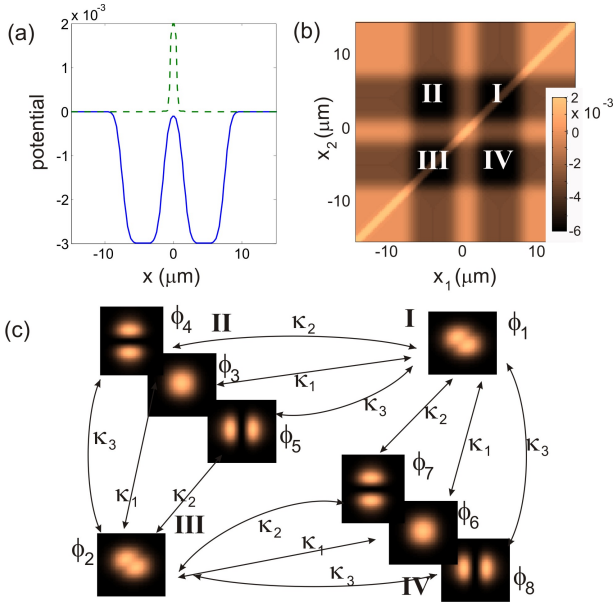 (a)
2 x 10⁻³
1
0
-1
-2
-3
potential
-10 0 10
x (μm)
(b)
10
0
-10
x₂ (μm)
-10 0 10
x₁ (μm)
II I
III IV
2
x 10⁻³
0
-2
-4
-6
(c)
ϕ₄ II κ₂ I ϕ₁
ϕ₃ κ₁
ϕ₅ κ₃
κ₂ κ₁ κ₃
κ₃ κ₁ κ₂
ϕ₇
ϕ₆
III κ₂
ϕ₂ κ₁
κ₃ IV ϕ₈